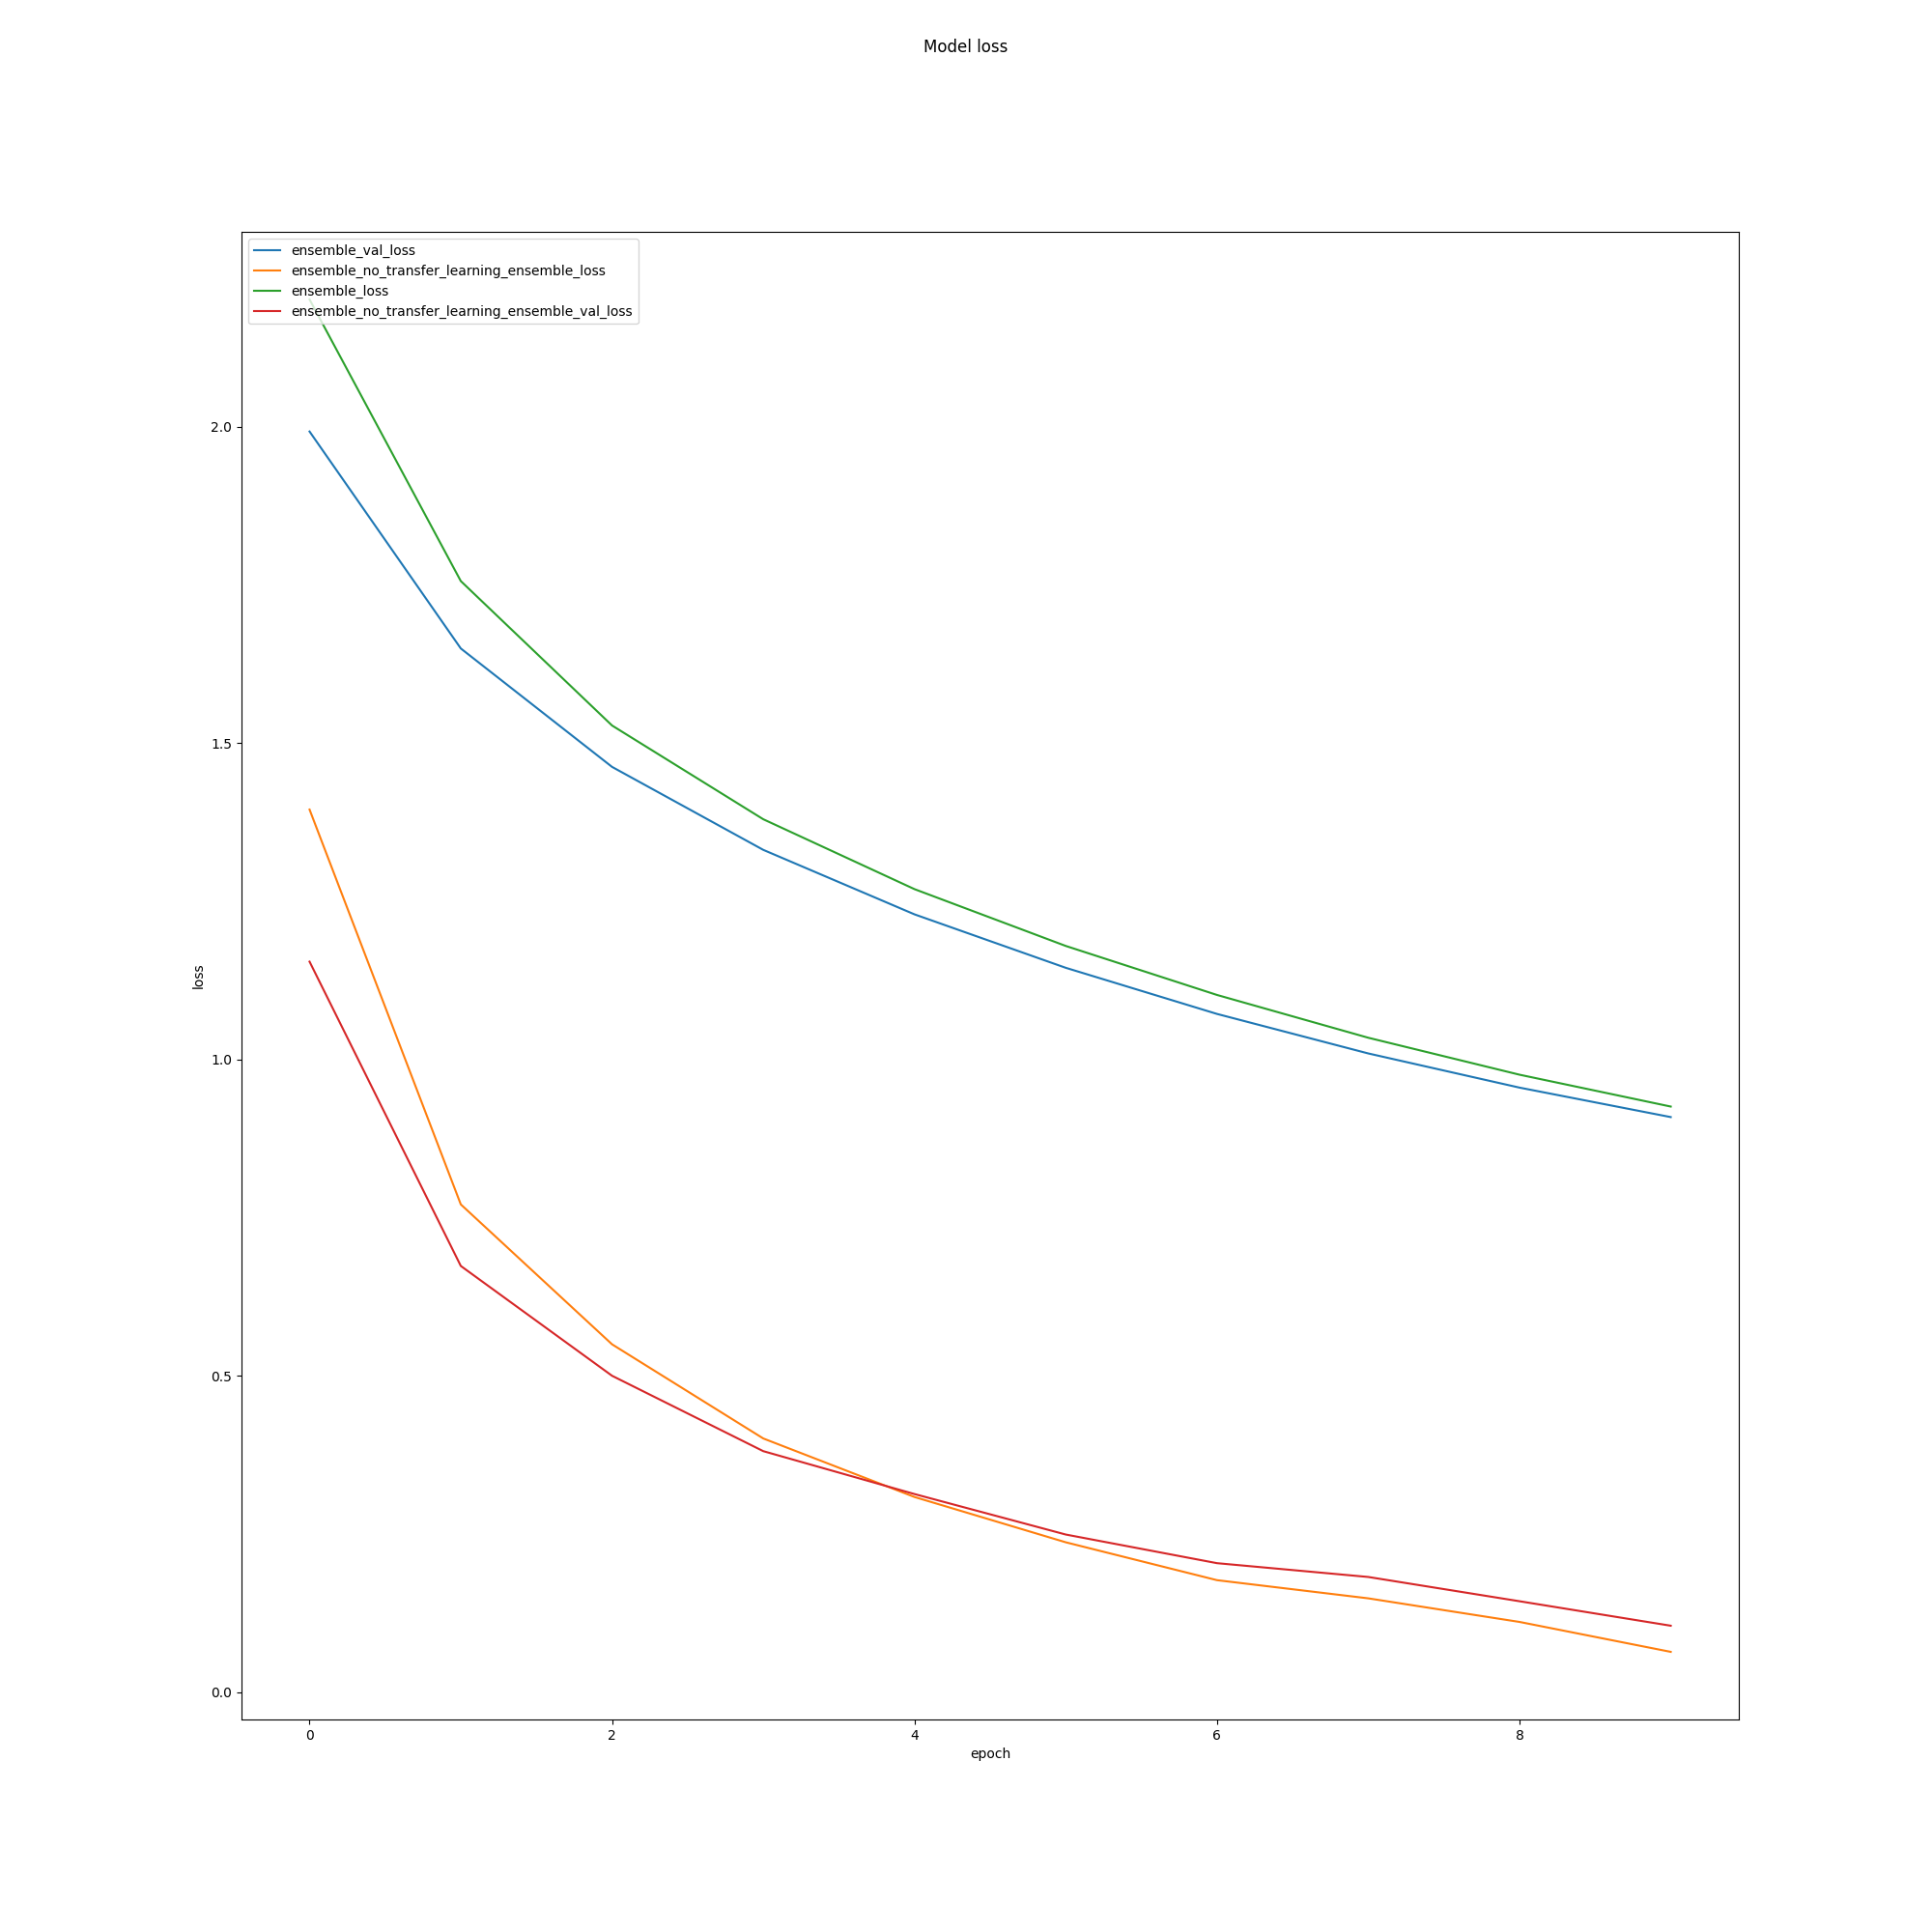 Model loss
ensemble_val_loss
ensemble_no_transfer_learning_ensemble_loss
ensemble_loss
ensemble_no_transfer_learning_ensemble_val_loss
2.0
1.5
1.0
0.5
0.0
loss
0 2 4 6 8
epoch